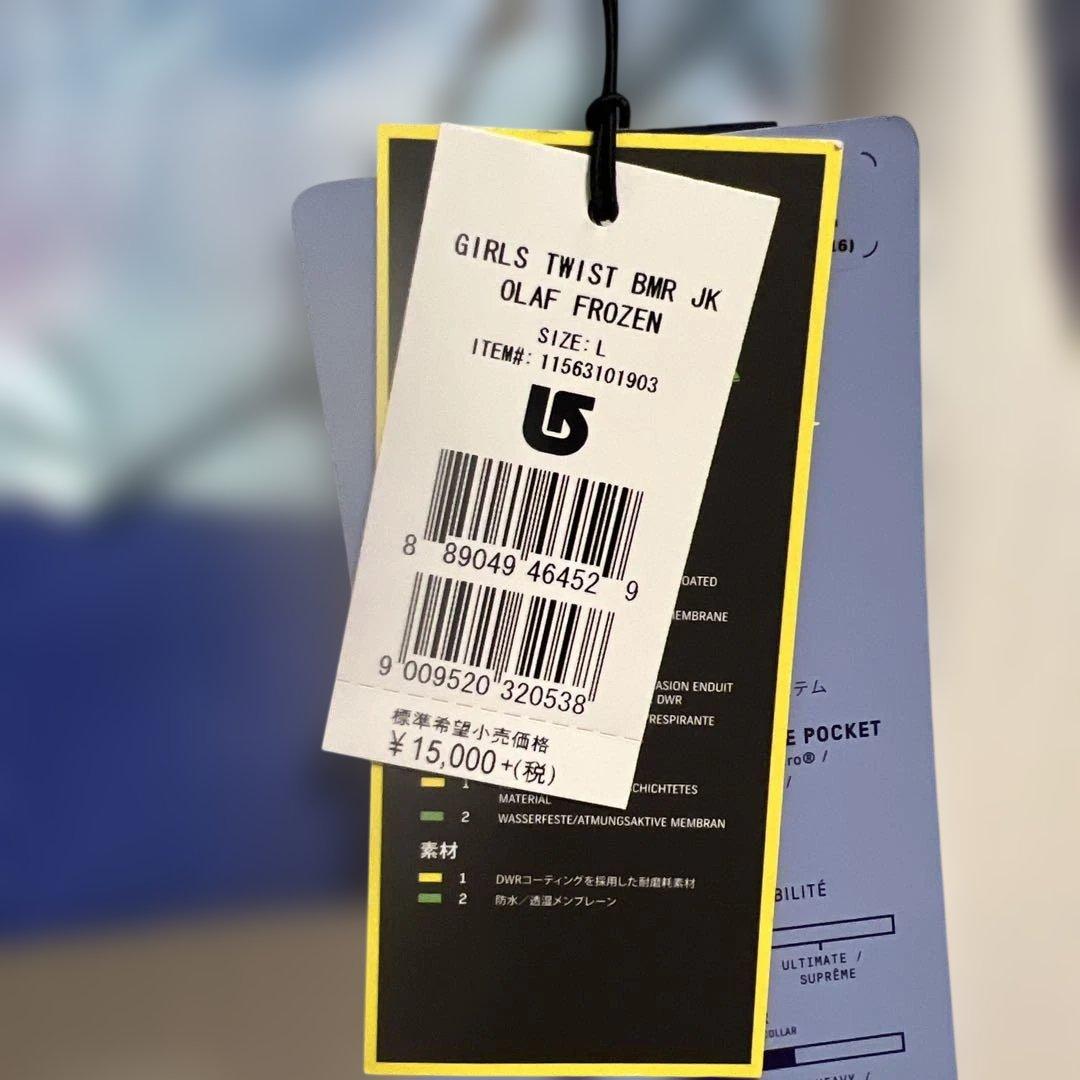 GIRLS TWIST BMR JK
OLAF FROZEN
SIZE: L
ITEM#: 11563101903
8 89049 46452 9
9 009520 320538
標準希望小売価格
¥15,000+(税)
OATED
EMBRANE
ASION ENDUIT
DWR
RESPIRANTE
1
CHICHTETES
MATERIAL
2 WASSERFESTE/ATMUNGSAKTIVE MEMBRAN
素材
1 DWRコーティングを採用した耐磨耗素材
2 防水／透湿メンブレーン
16)
テム
E POCKET
ro® /
/
BILITÉ
ULTIMATE /
SUPRÊME
COLLAR
HEAVY /